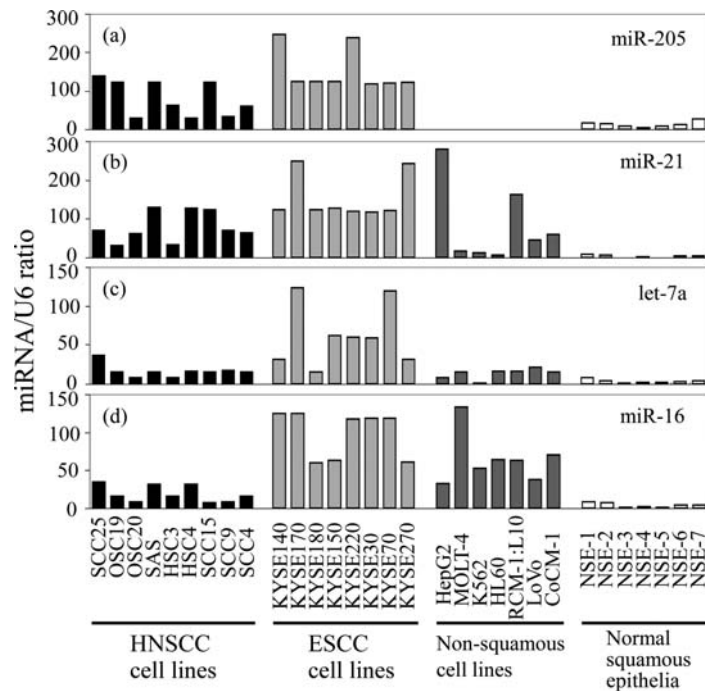 miRNA/U6 ratio
300
200
100
0
(a)
miR-205
300
200
100
0
(b)
miR-21
150
100
50
0
(c)
let-7a
150
100
50
0
(d)
miR-16
SCC25
OSC19
OSC20
SAS
HSC3
HSC4
SCC15
SCC9
SCC4
KYSE140
KYSE170
KYSE180
KYSE150
KYSE220
KYSE30
KYSE70
KYSE270
HepG2
MOLT-4
K562
HL60
RCM-1:L10
LoVo
CoCM-1
NSE-1
NSE-2
NSE-3
NSE-4
NSE-5
NSE-6
NSE-7
HNSCC
cell lines
ESCC
cell lines
Non-squamous
cell lines
Normal
squamous
epithelia